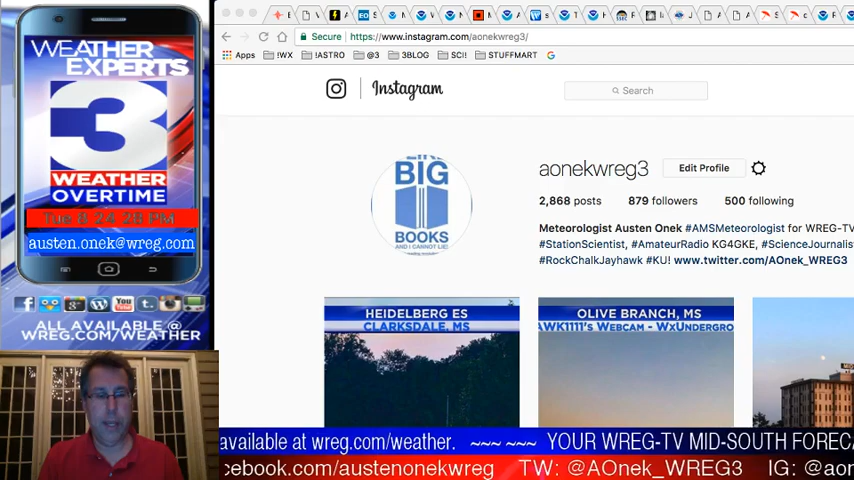 WEATHER
EXPERTS
3
WEATHER
OVERTIME
Tue 8 24 28 PM
austen.onek@wreg.com
ALL AVAILABLE @
WREG.COM/WEATHER
Secure https://www.instagram.com/aonekwreg3/
Apps !WX !ASTRO @3 3BLOG SCI! STUFFMART
Instagram
Search
BIG
BOOKS
AND I CANNOT LIE!
aonekwreg3 Edit Profile
2,868 posts 879 followers 500 following
Meteorologist Austen Onek #AMSMeteorologist for WREG-TV
#StationScientist, #AmateurRadio KG4GKE, #ScienceJournalis
#RockChalkJayhawk #KU! www.twitter.com/AOnek_WREG3
HEIDELBERG ES
CLARKSDALE, MS
OLIVE BRANCH, MS
AWK1111's Webcam - WxUndergro
available at wreg.com/weather. ~~~ ~~~ YOUR WREG-TV MID-SOUTH FOREC
cebook.com/austenonekwreg TW: @AOnek_WREG3 IG: @aon